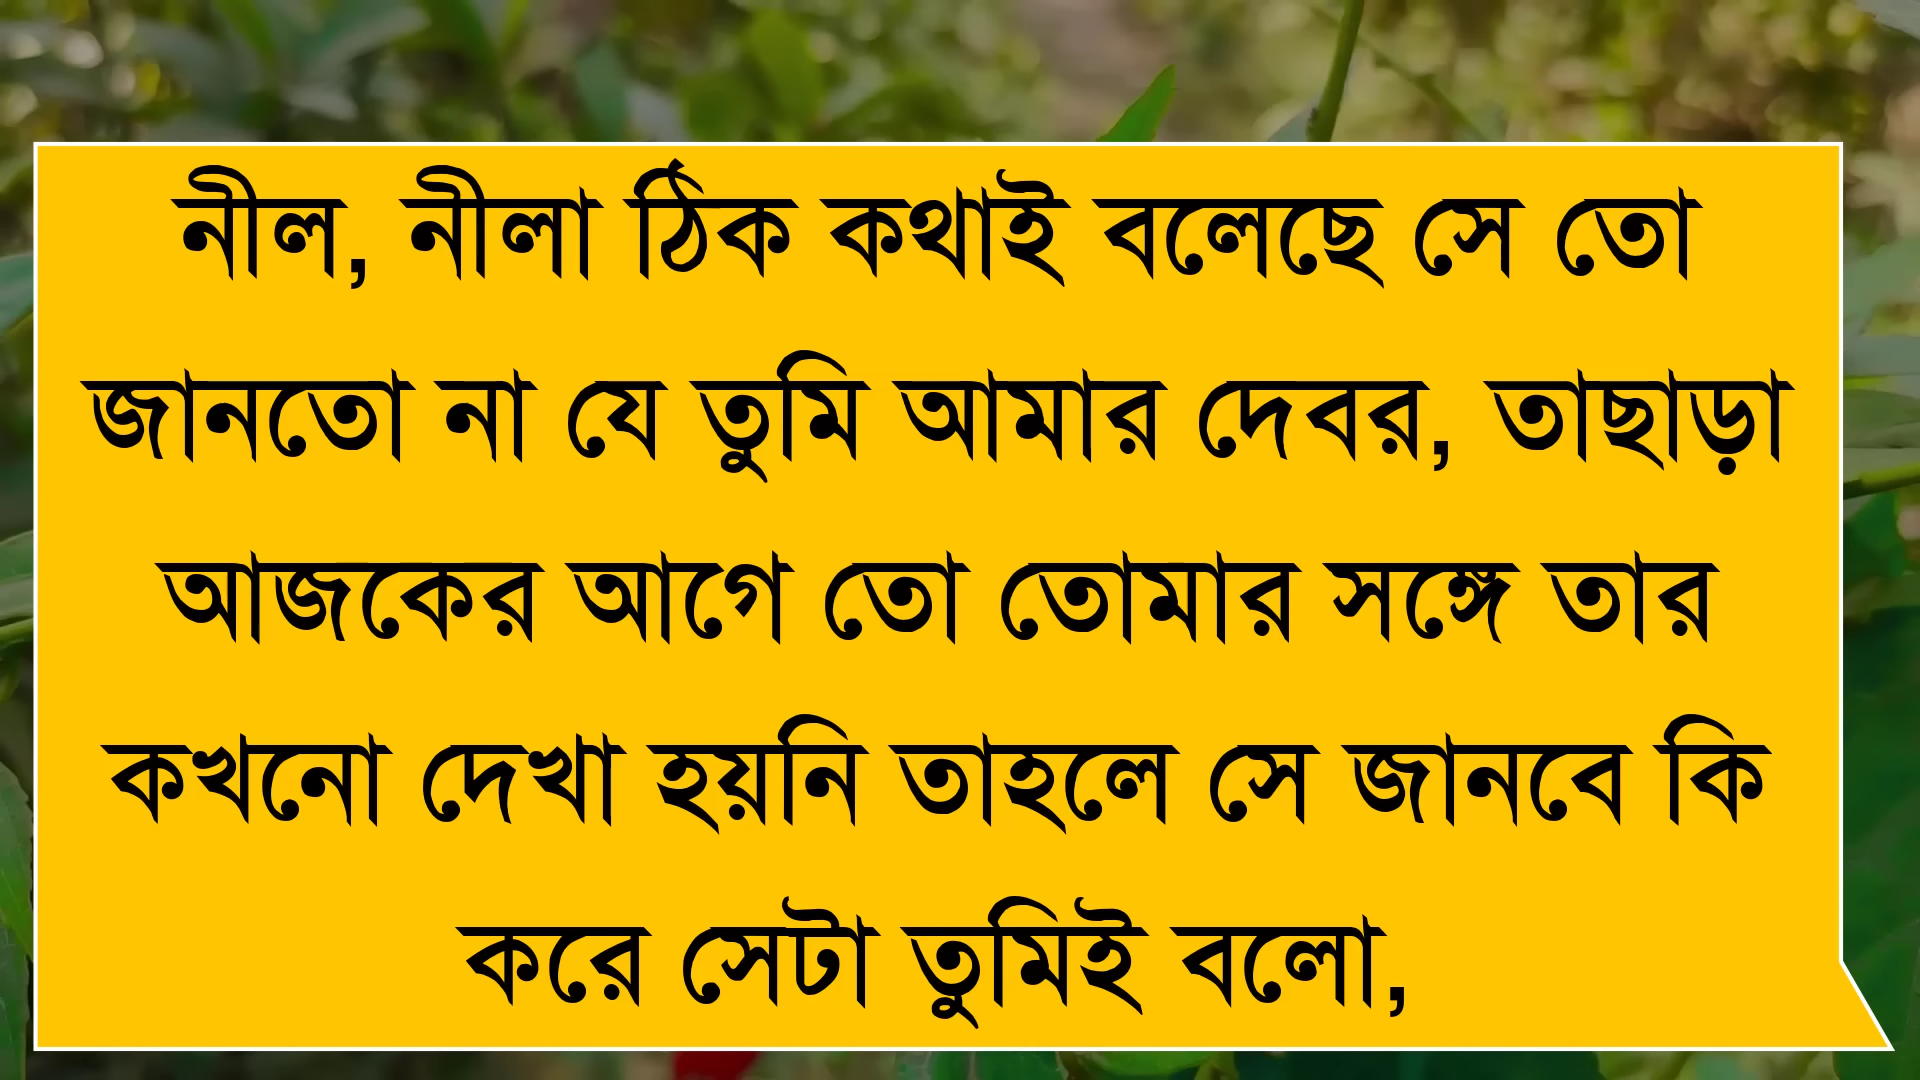 নীল, নীলা ঠিক কথাই বলেছে সে তো
জানতো না যে তুমি আমার দেবর, তাছাড়া
আজকের আগে তো তোমার সঙ্গে তার
কখনো দেখা হয়নি তাহলে সে জানবে কি
করে সেটা তুমিই বলো,